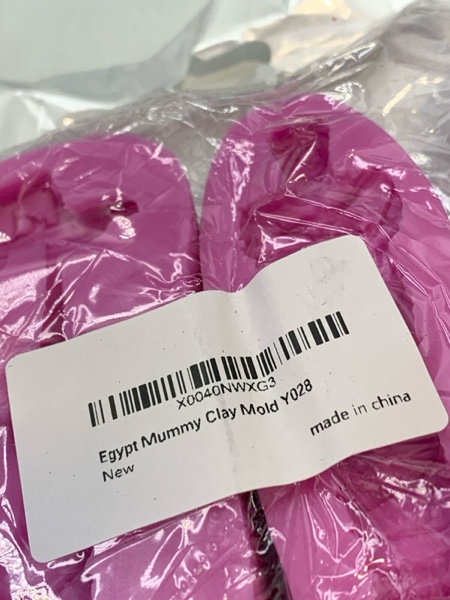 X0040NWXG3
Egypt Mummy Clay Mold Y028
New
made in china